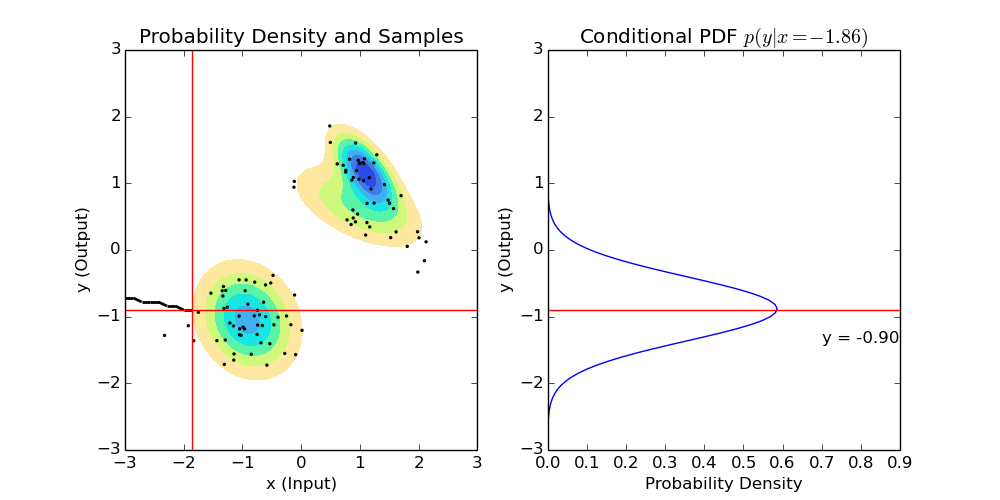 Probability Density and Samples
3
2
1
0
−1
−2
−3
−3 −2 −1 0 1 2 3
x (Input)
y (Output)
Conditional PDF p(y|x=−1.86)
3
2
1
0
−1
−2
−3
y = -0.90
0.0 0.1 0.2 0.3 0.4 0.5 0.6 0.7 0.8 0.9
Probability Density
y (Output)